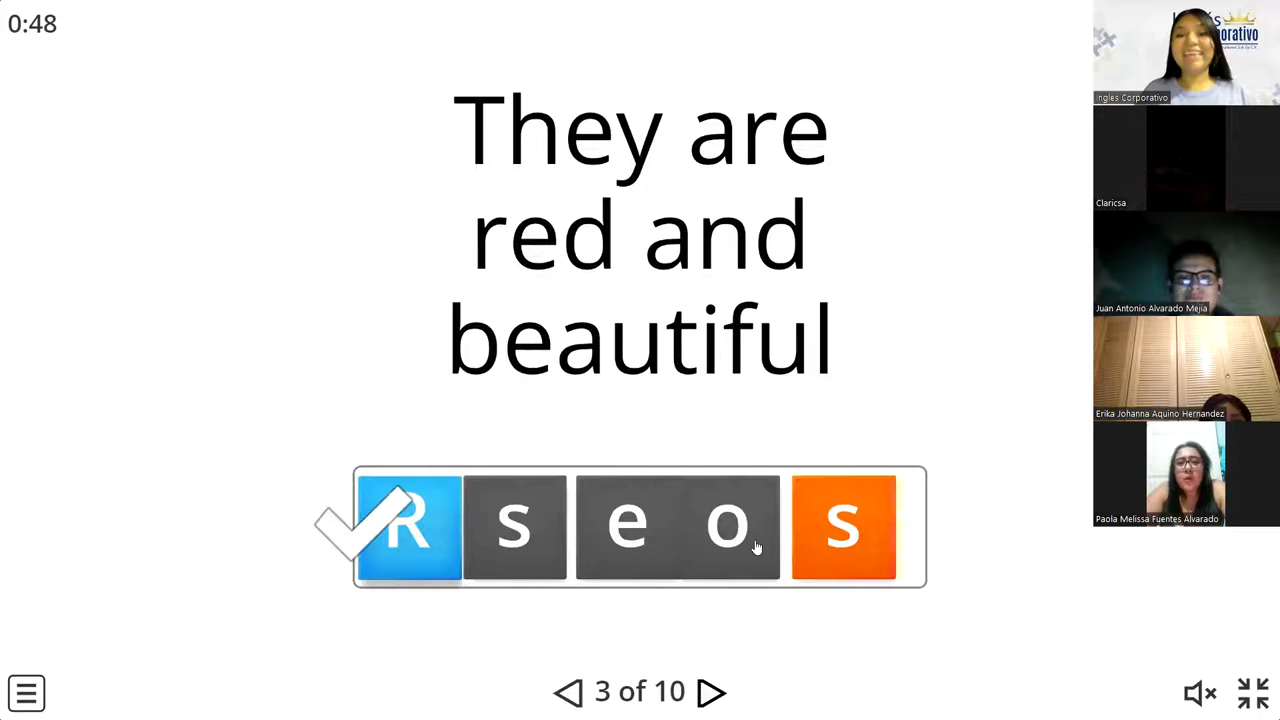 0:48
They are
red and
beautiful
R s e o s
3 of 10
orativo
Ingles Corporativo
Claricsa
Juan Antonio Alvarado Mejia
Erika Johanna Aquino Hernandez
Paola Melissa Fuentes Alvarado